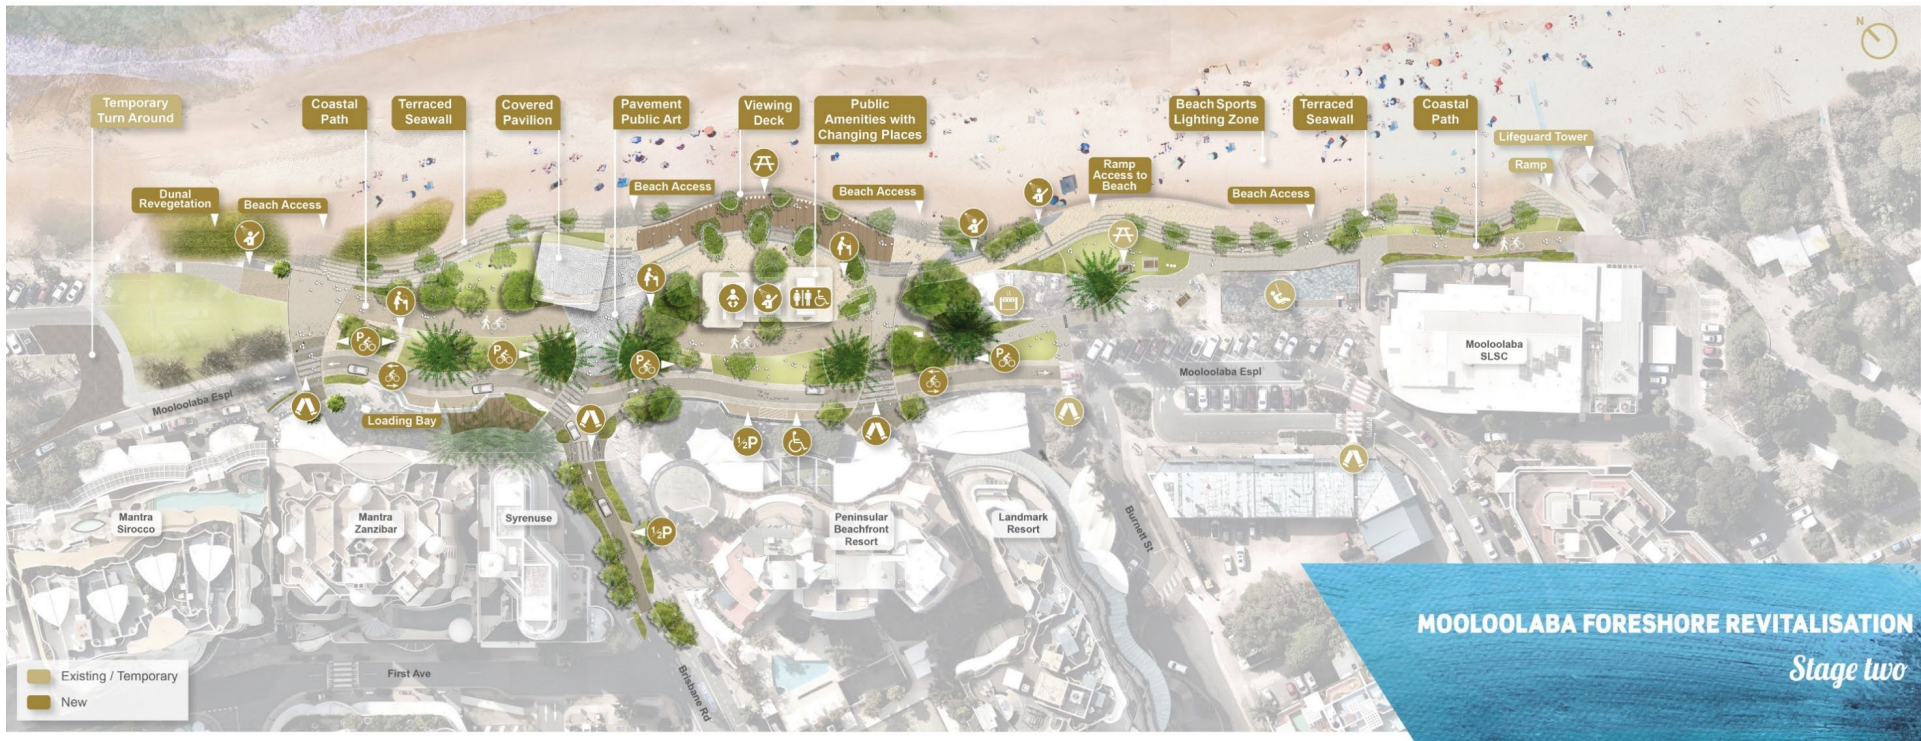 N
Temporary
Turn Around
Coastal
Path
Terraced
Seawall
Covered
Pavilion
Pavement
Public Art
Viewing
Deck
Public
Amenities with
Changing Places
Beach Sports
Lighting Zone
Terraced
Seawall
Coastal
Path
Lifeguard Tower
Ramp
Dunal
Revegetation
Beach Access
Beach Access
Beach Access
Ramp
Access to
Beach
Beach Access
P
P
P
P
Mooloolaba
SLSC
Mooloolaba Espl
Mooloolaba Espl
Loading Bay
½P
½P
Mantra
Sirocco
Mantra
Zanzibar
Syrenuse
Peninsular
Beachfront
Resort
Landmark
Resort
Burnett St
First Ave
Brisbane Rd
Existing / Temporary
New
MOOLOOLABA FORESHORE REVITALISATION
Stage two